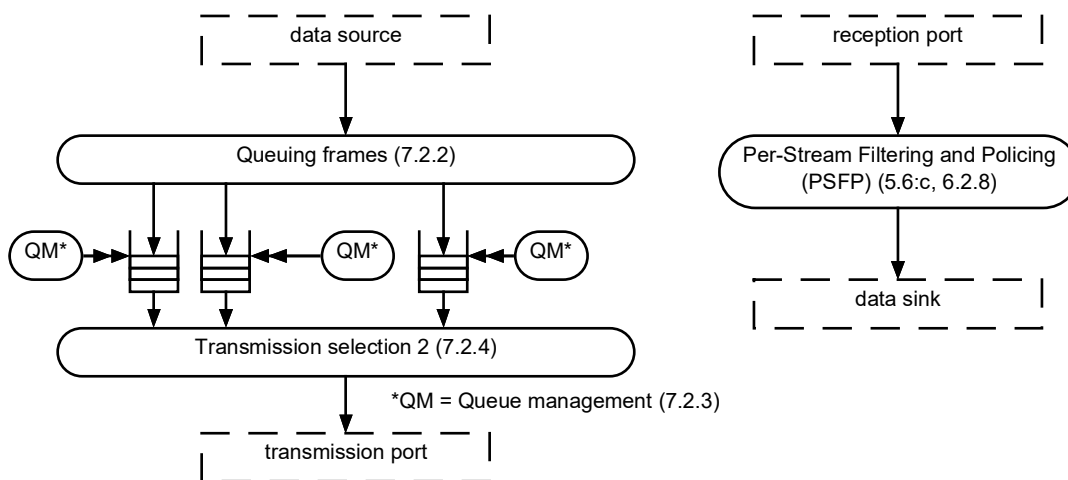 data source
Queuing frames (7.2.2)
QM*
QM*
QM*
Transmission selection 2 (7.2.4)
*QM = Queue management (7.2.3)
transmission port
reception port
Per-Stream Filtering and Policing
(PSFP) (5.6:c, 6.2.8)
data sink